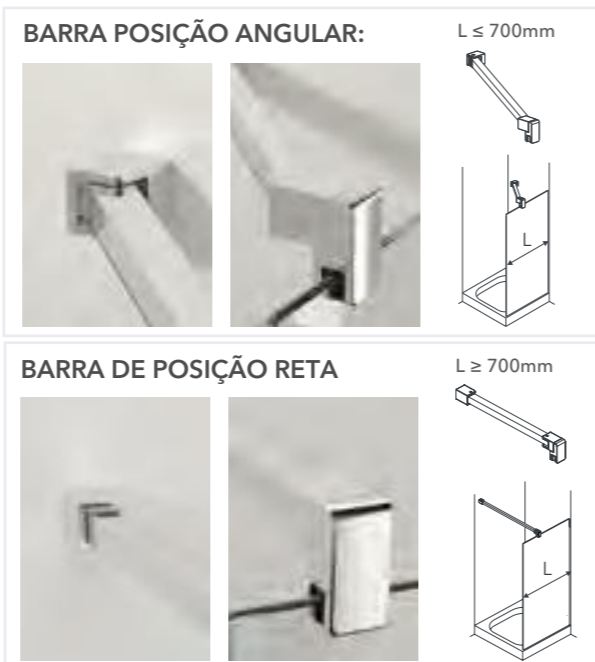 BARRA POSIÇÃO ANGULAR:
L ≤ 700mm
L
BARRA DE POSIÇÃO RETA
L ≥ 700mm
L